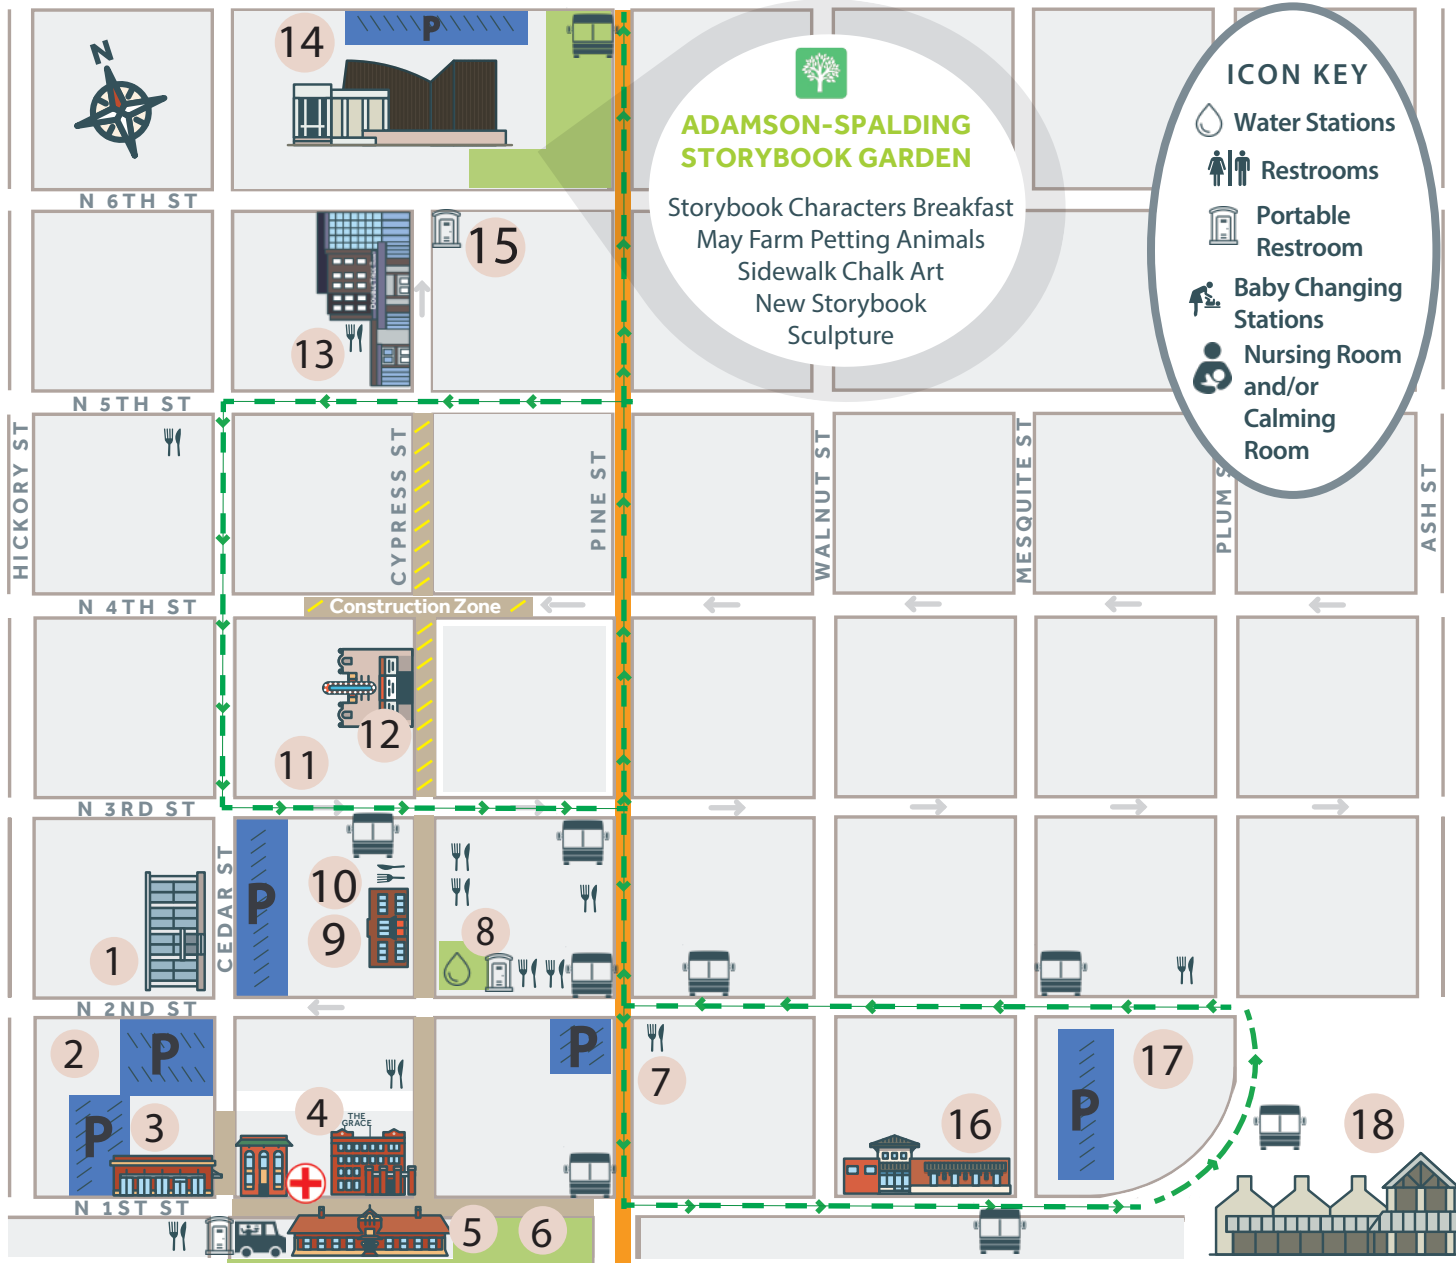 N
14
P
ADAMSON-SPALDING
STORYBOOK GARDEN
Storybook Characters Breakfast
May Farm Petting Animals
Sidewalk Chalk Art
New Storybook
Sculpture
ICON KEY
Water Stations
Restrooms
Portable
Restroom
Baby Changing
Stations
Nursing Room
and/or
Calming
Room
N 6TH ST
15
13
N 5TH ST
HICKORY ST
CYPRESS ST
PINE ST
WALNUT ST
MESQUITE ST
PLUM S
ASH ST
N 4TH ST
Construction Zone
12
11
N 3RD ST
CEDAR ST
P
10
9
8
1
N 2ND ST
2
P
P
7
17
P
3
P
4
THE
GRACE
16
18
N 1ST ST
5
6